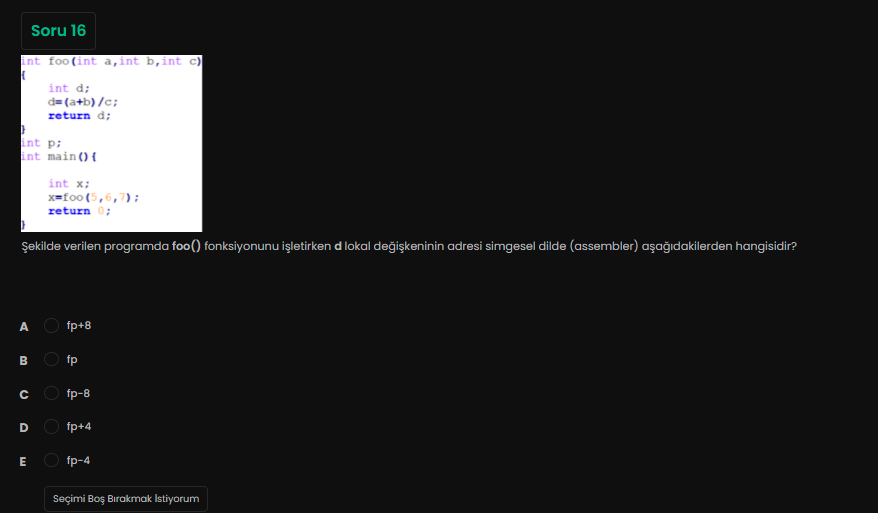 Soru 16
int foo(int a,int b,int c)
{
int d;
d=(a+b)/c;
return d;
}
int p;
int main(){
int x;
x=foo(5,6,7);
return 0;
}
Şekilde verilen programda foo() fonksiyonunu işletirken d lokal değişkeninin adresi simgesel dilde (assembler) aşağıdakilerden hangisidir?
A fp+8
B fp
C fp-8
D fp+4
E fp-4
Seçimi Boş Bırakmak İstiyorum